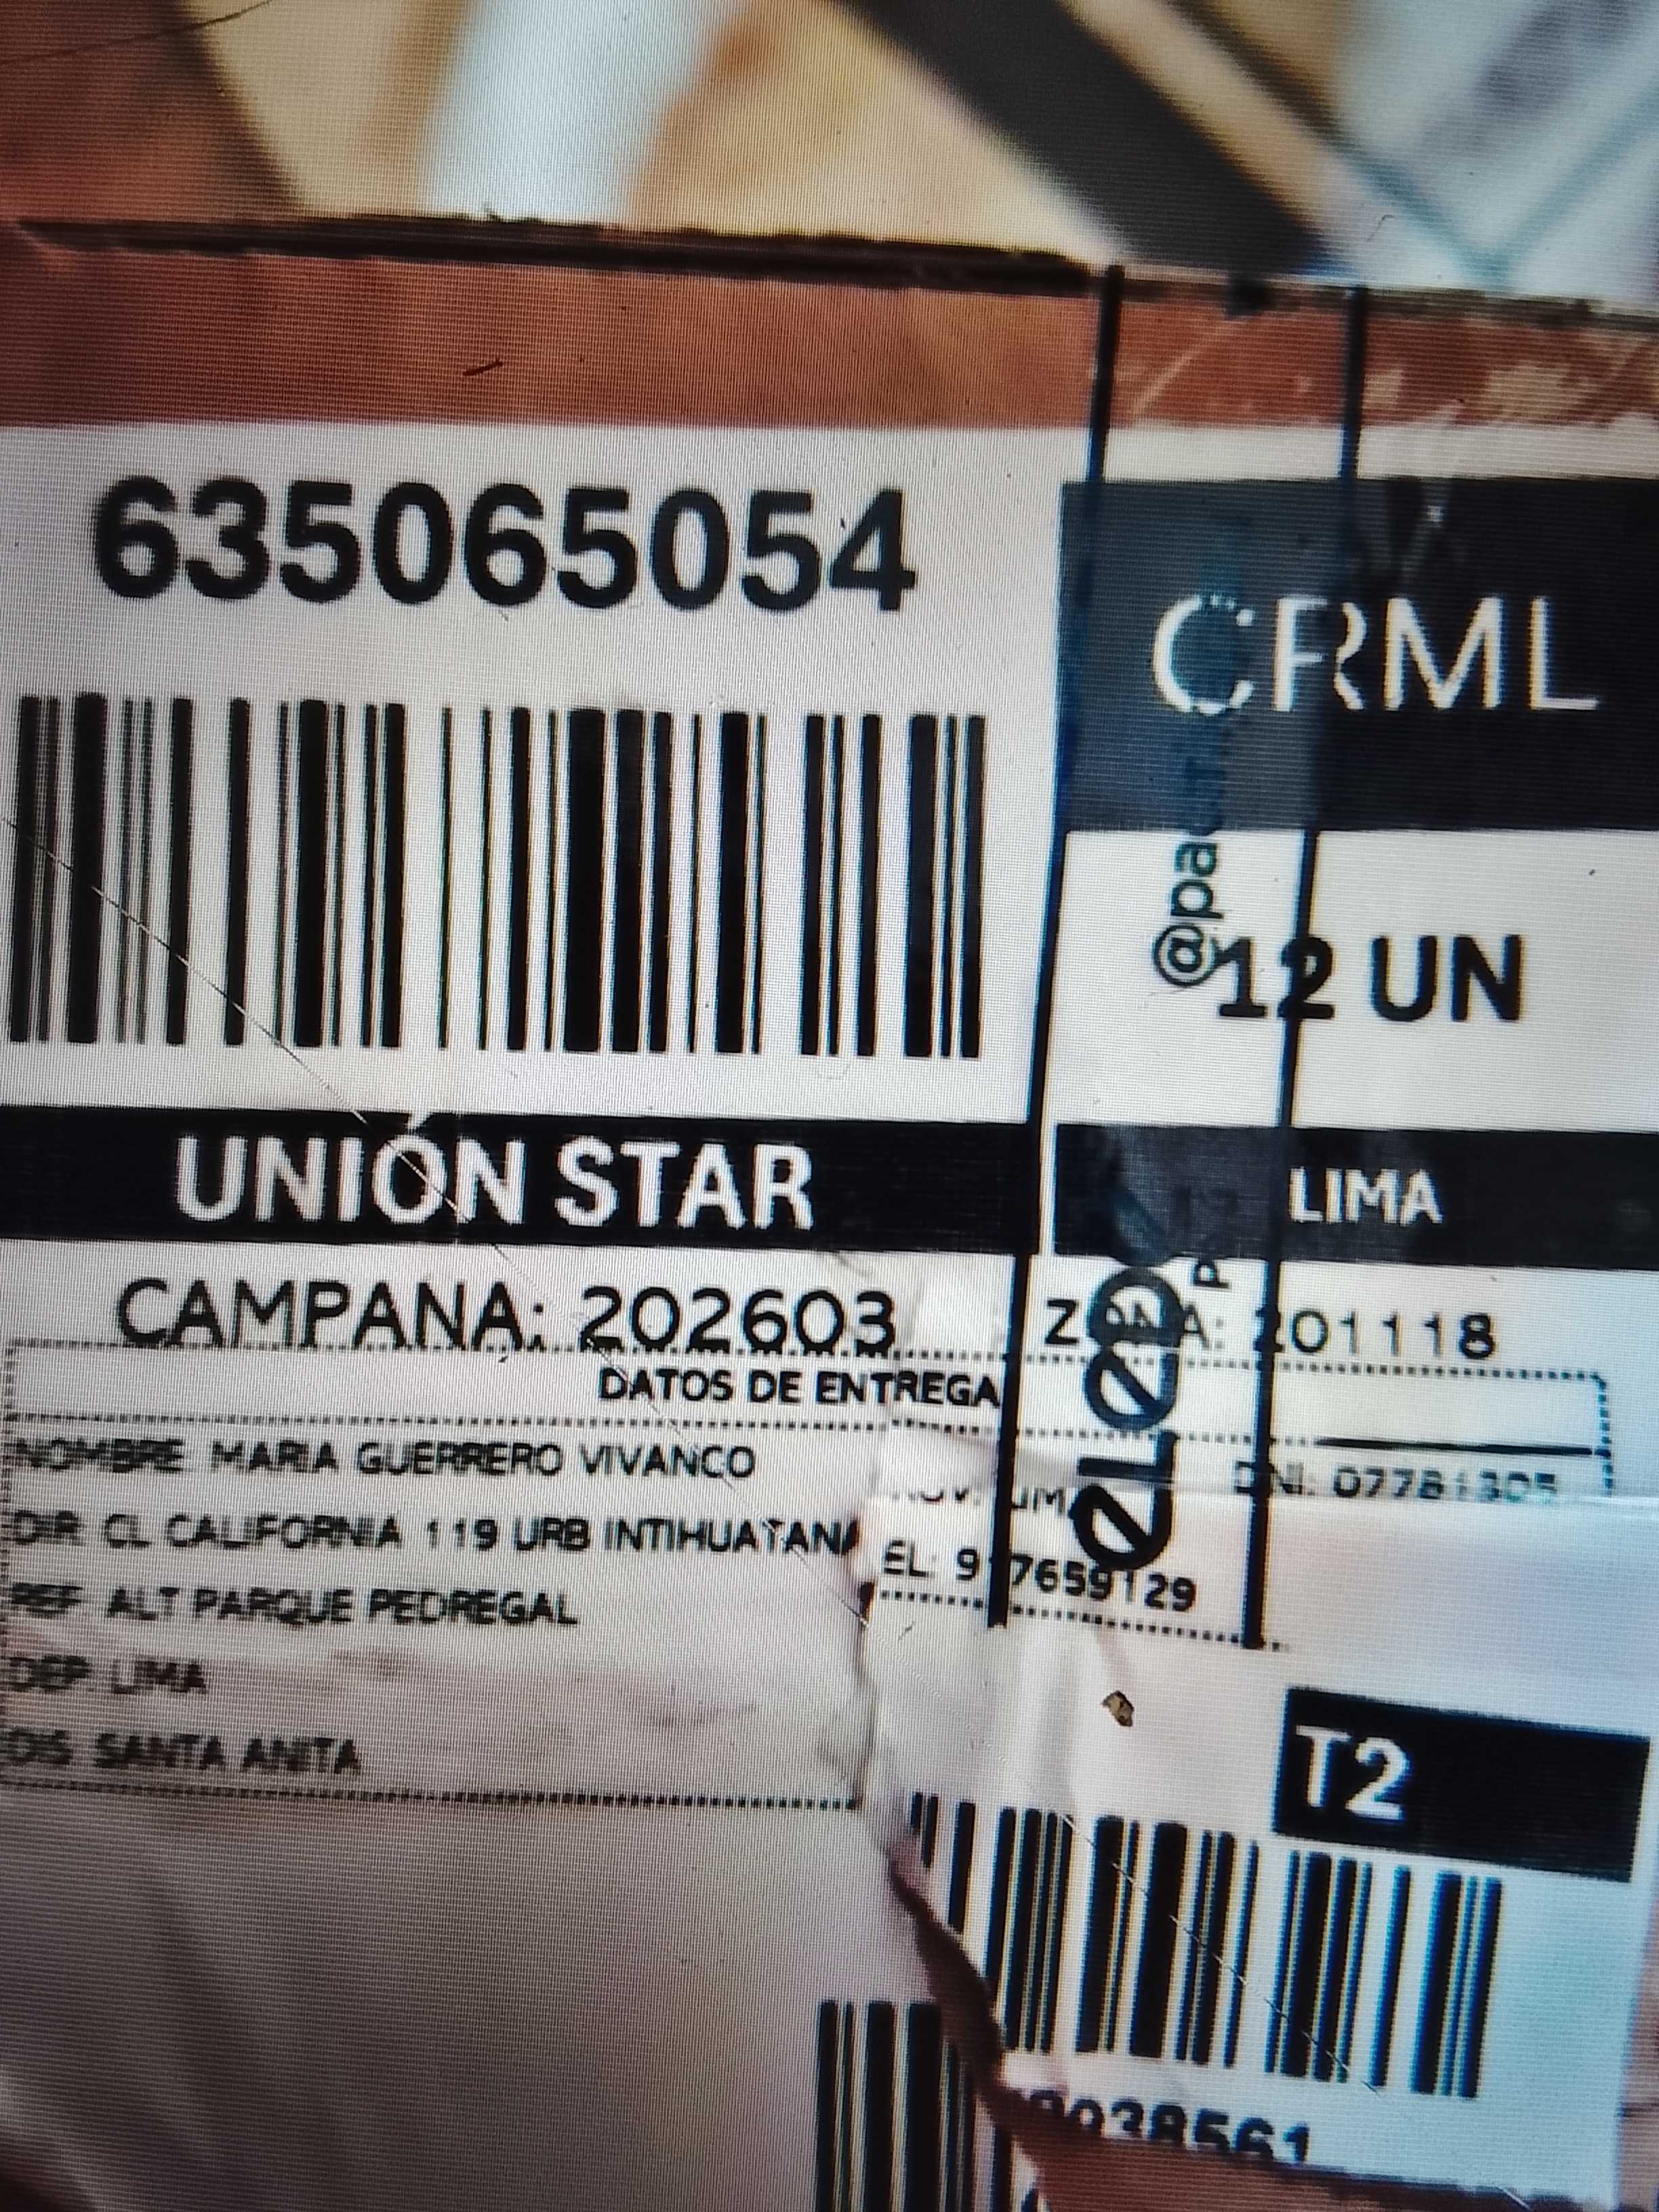 635065054
CRML
12 UN
UNIÓN STAR
LIMA
CAMPANA: 202603
201118
DATOS DE ENTREGA
NOMBRE MARIA GUERRERO VIVANCO
DIR CL CALIFORNIA 119 URB INTIHUATANA
REF ALT PARQUE PEDREGAL
DEP. LIMA
DIS SANTA ANITA
T2